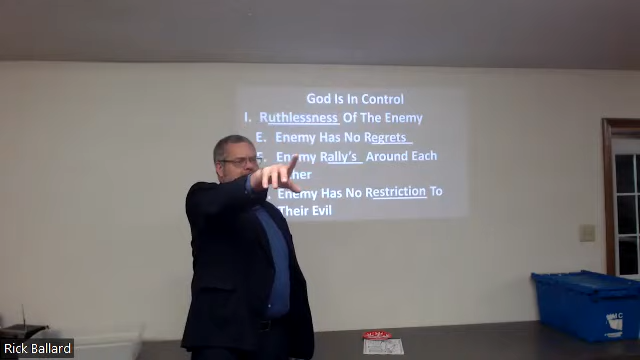 God Is In Control
I. Ruthlessness Of The Enemy
E. Enemy Has No Regrets
F. Enemy Rally's Around Each
Enemy Has No Restriction To
Their Evil
Rick Ballard